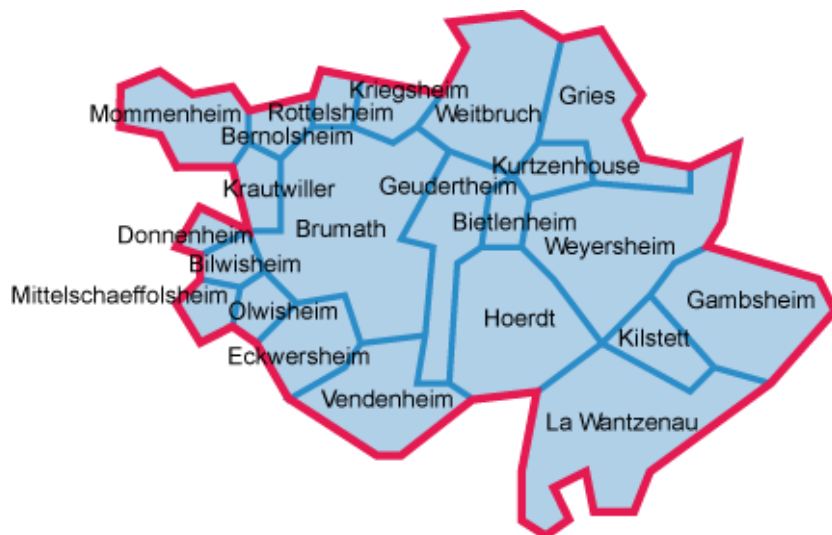 Kriegsheim
Gries
Mommenheim
Rottelsheim
Weitbruch
Bernolsheim
Kurtzenhouse
Krautwiller
Geudertheim
Brumath
Bietlenheim
Donnenheim
Weyersheim
Bilwisheim
Mittelschaeffolsheim
Gambsheim
Olwisheim
Hoerdt
Kilstett
Eckwersheim
Vendenheim
La Wantzenau